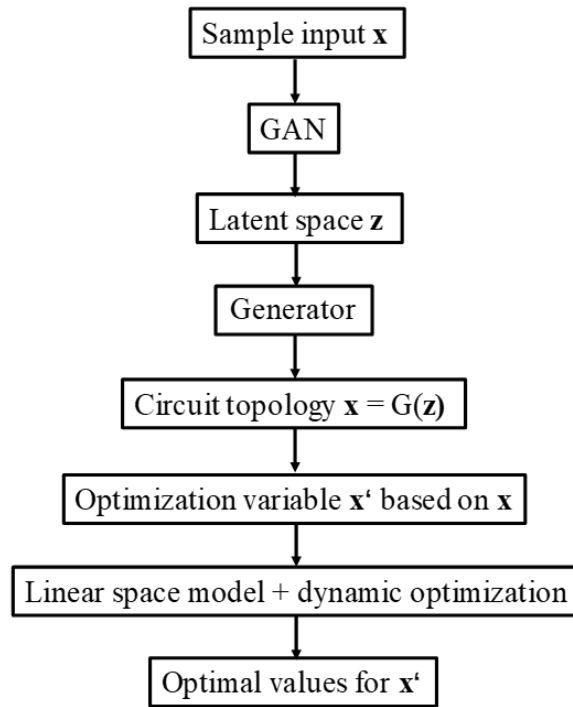 Sample input x
GAN
Latent space z
Generator
Circuit topology x = G(z)
Optimization variable x‘ based on x
Linear space model + dynamic optimization
Optimal values for x‘